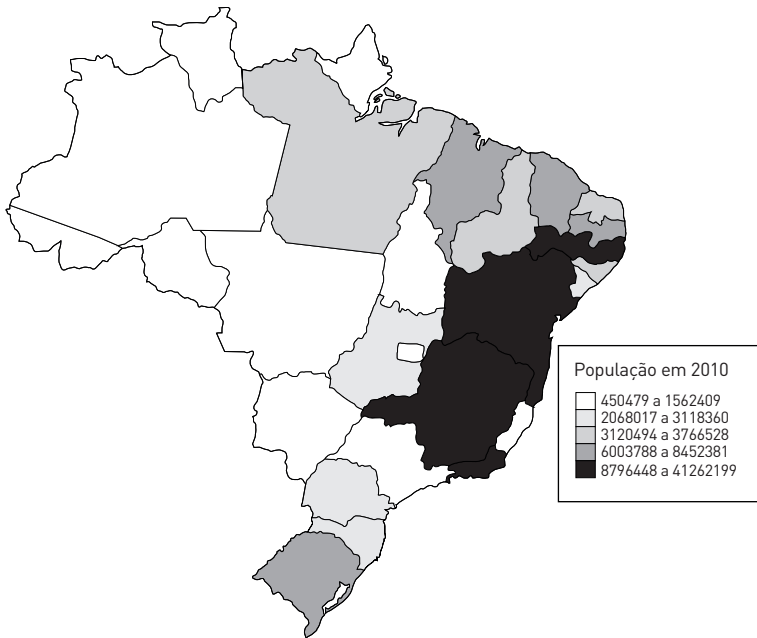 População em 2010
450479 a 1562409
2068017 a 3118360
3120494 a 3766528
6003788 a 8452381
8796448 a 41262199